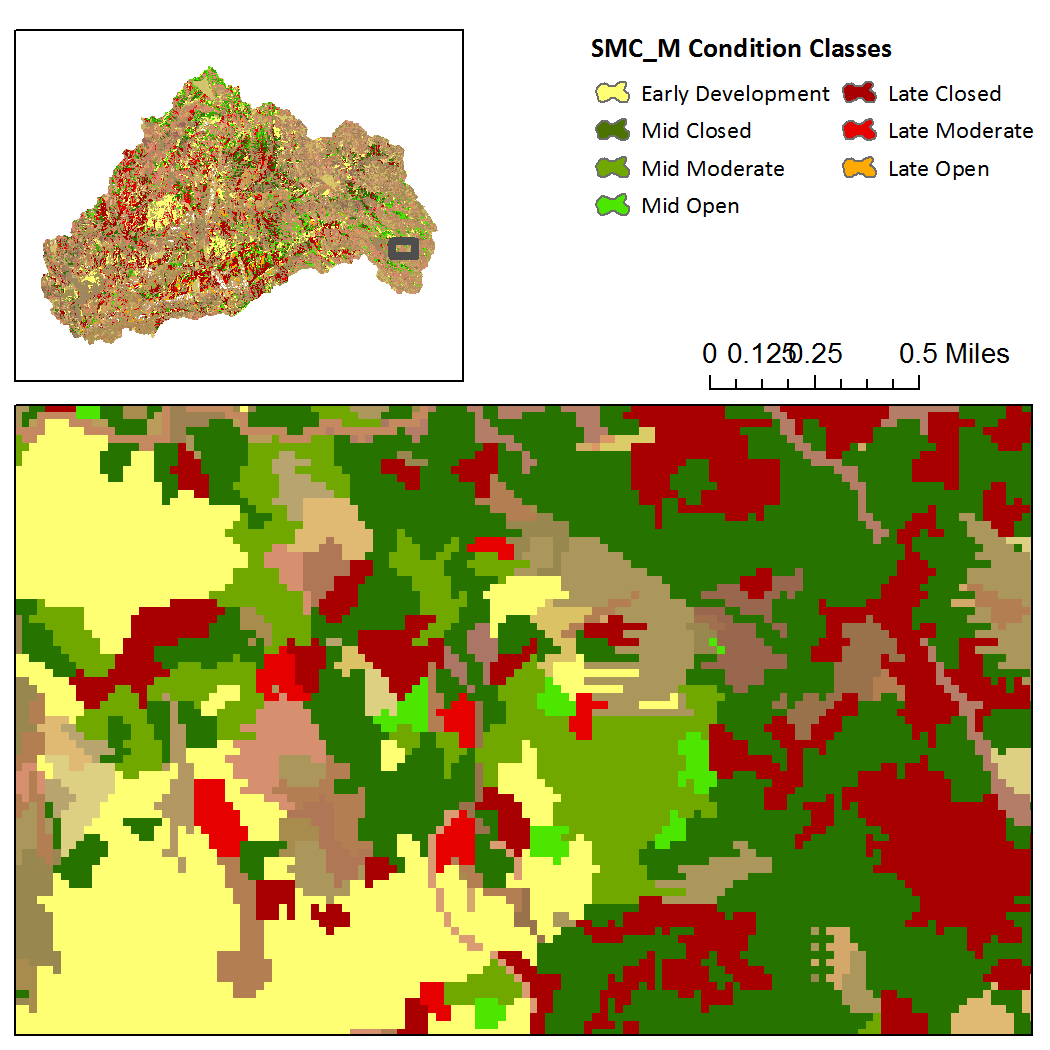 SMC_M Condition Classes
Early Development
Late Closed
Mid Closed
Late Moderate
Mid Moderate
Late Open
Mid Open
0 0.125 0.25 0.5 Miles